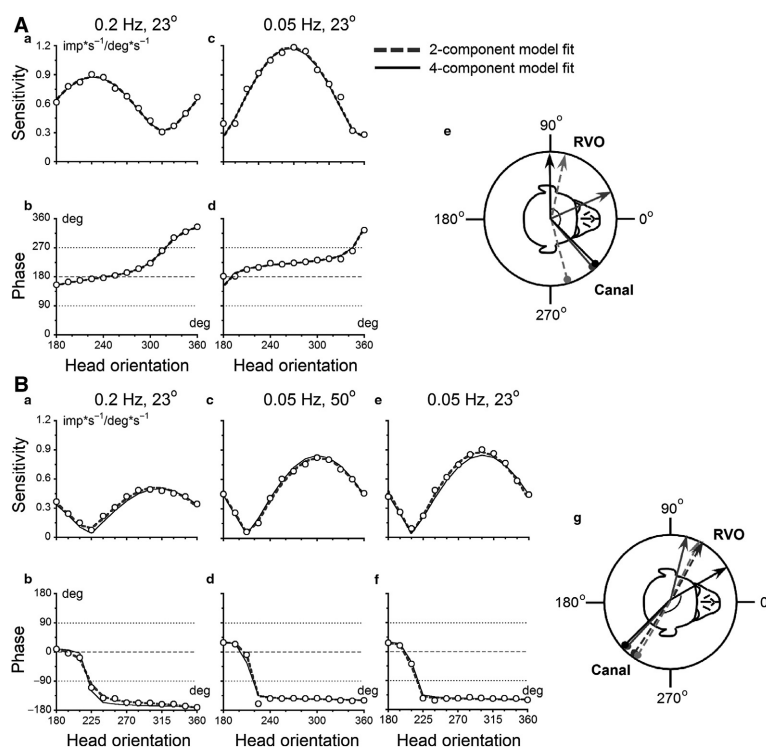 A
0.2 Hz, 23°
0.05 Hz, 23°
2-component model fit
4-component model fit
a
imp*s⁻¹/deg*s⁻¹
c
Sensitivity
1.2
0.9
0.6
0.3
0
e
90°
RVO
180°
0°
Canal
270°
b
deg
d
Phase
360
270
180
90
0
deg
180 240 300 360
180 240 300 360
Head orientation
Head orientation
B
0.2 Hz, 23°
0.05 Hz, 50°
0.05 Hz, 23°
a
imp*s⁻¹/deg*s⁻¹
c
e
Sensitivity
1.2
0.9
0.6
0.3
0
g
90°
RVO
180°
0
Canal
270°
b
deg
d
f
Phase
180
90
0
−90
−180
deg
deg
180 225 270 315 360
180 240 300 360
180 225 270 315 360
Head orientation
Head orientation
Head orientation